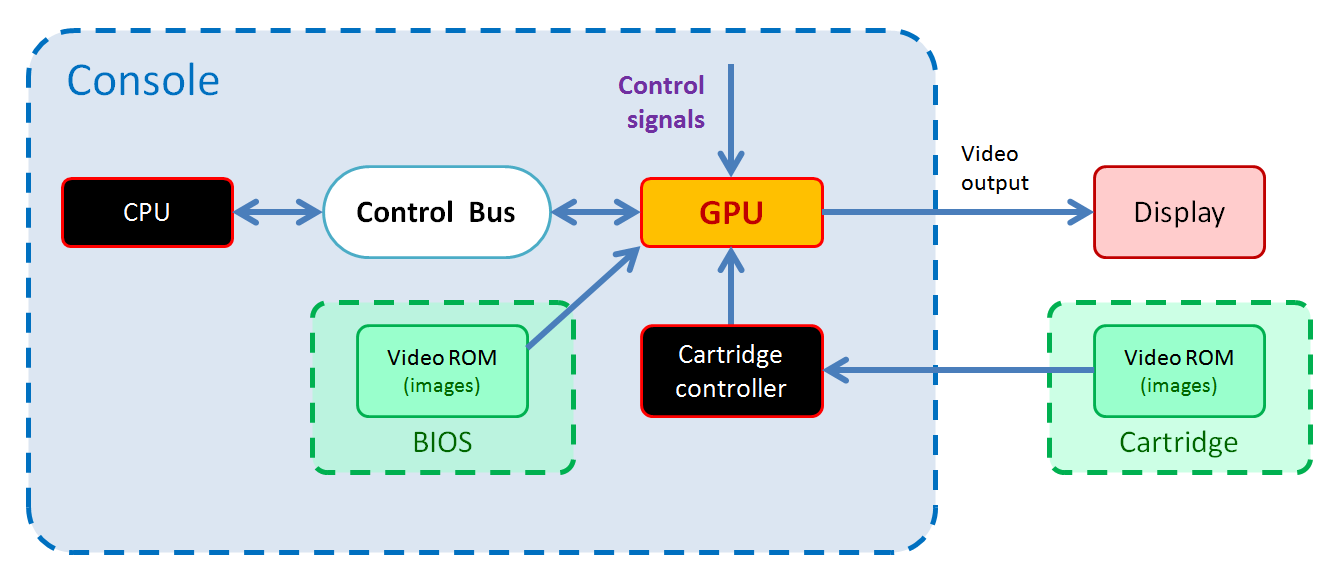 Console
Control
signals
Video
output
CPU
Control Bus
GPU
Display
Video ROM
(images)
BIOS
Cartridge
controller
Video ROM
(images)
Cartridge